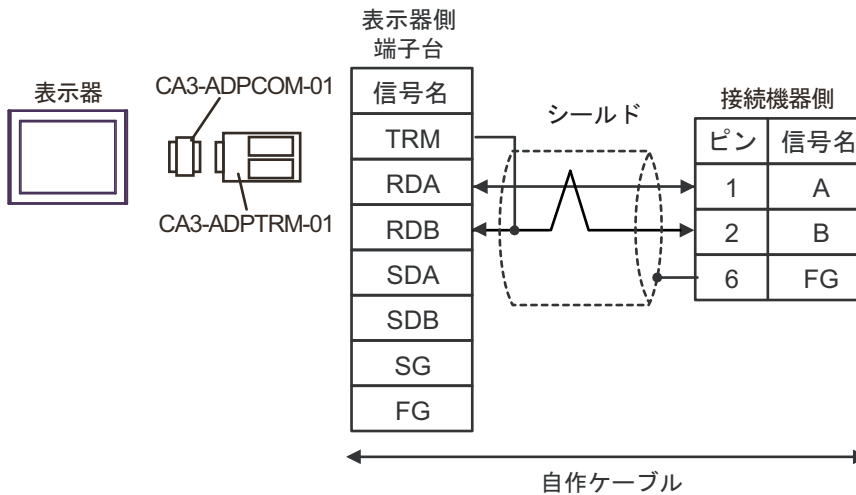 表示器側
端子台
表示器
CA3-ADPCOM-01
CA3-ADPTRM-01
信号名
TRM
RDA
RDB
SDA
SDB
SG
FG
シールド
接続機器側
ピン 信号名
1 A
2 B
6 FG
自作ケーブル